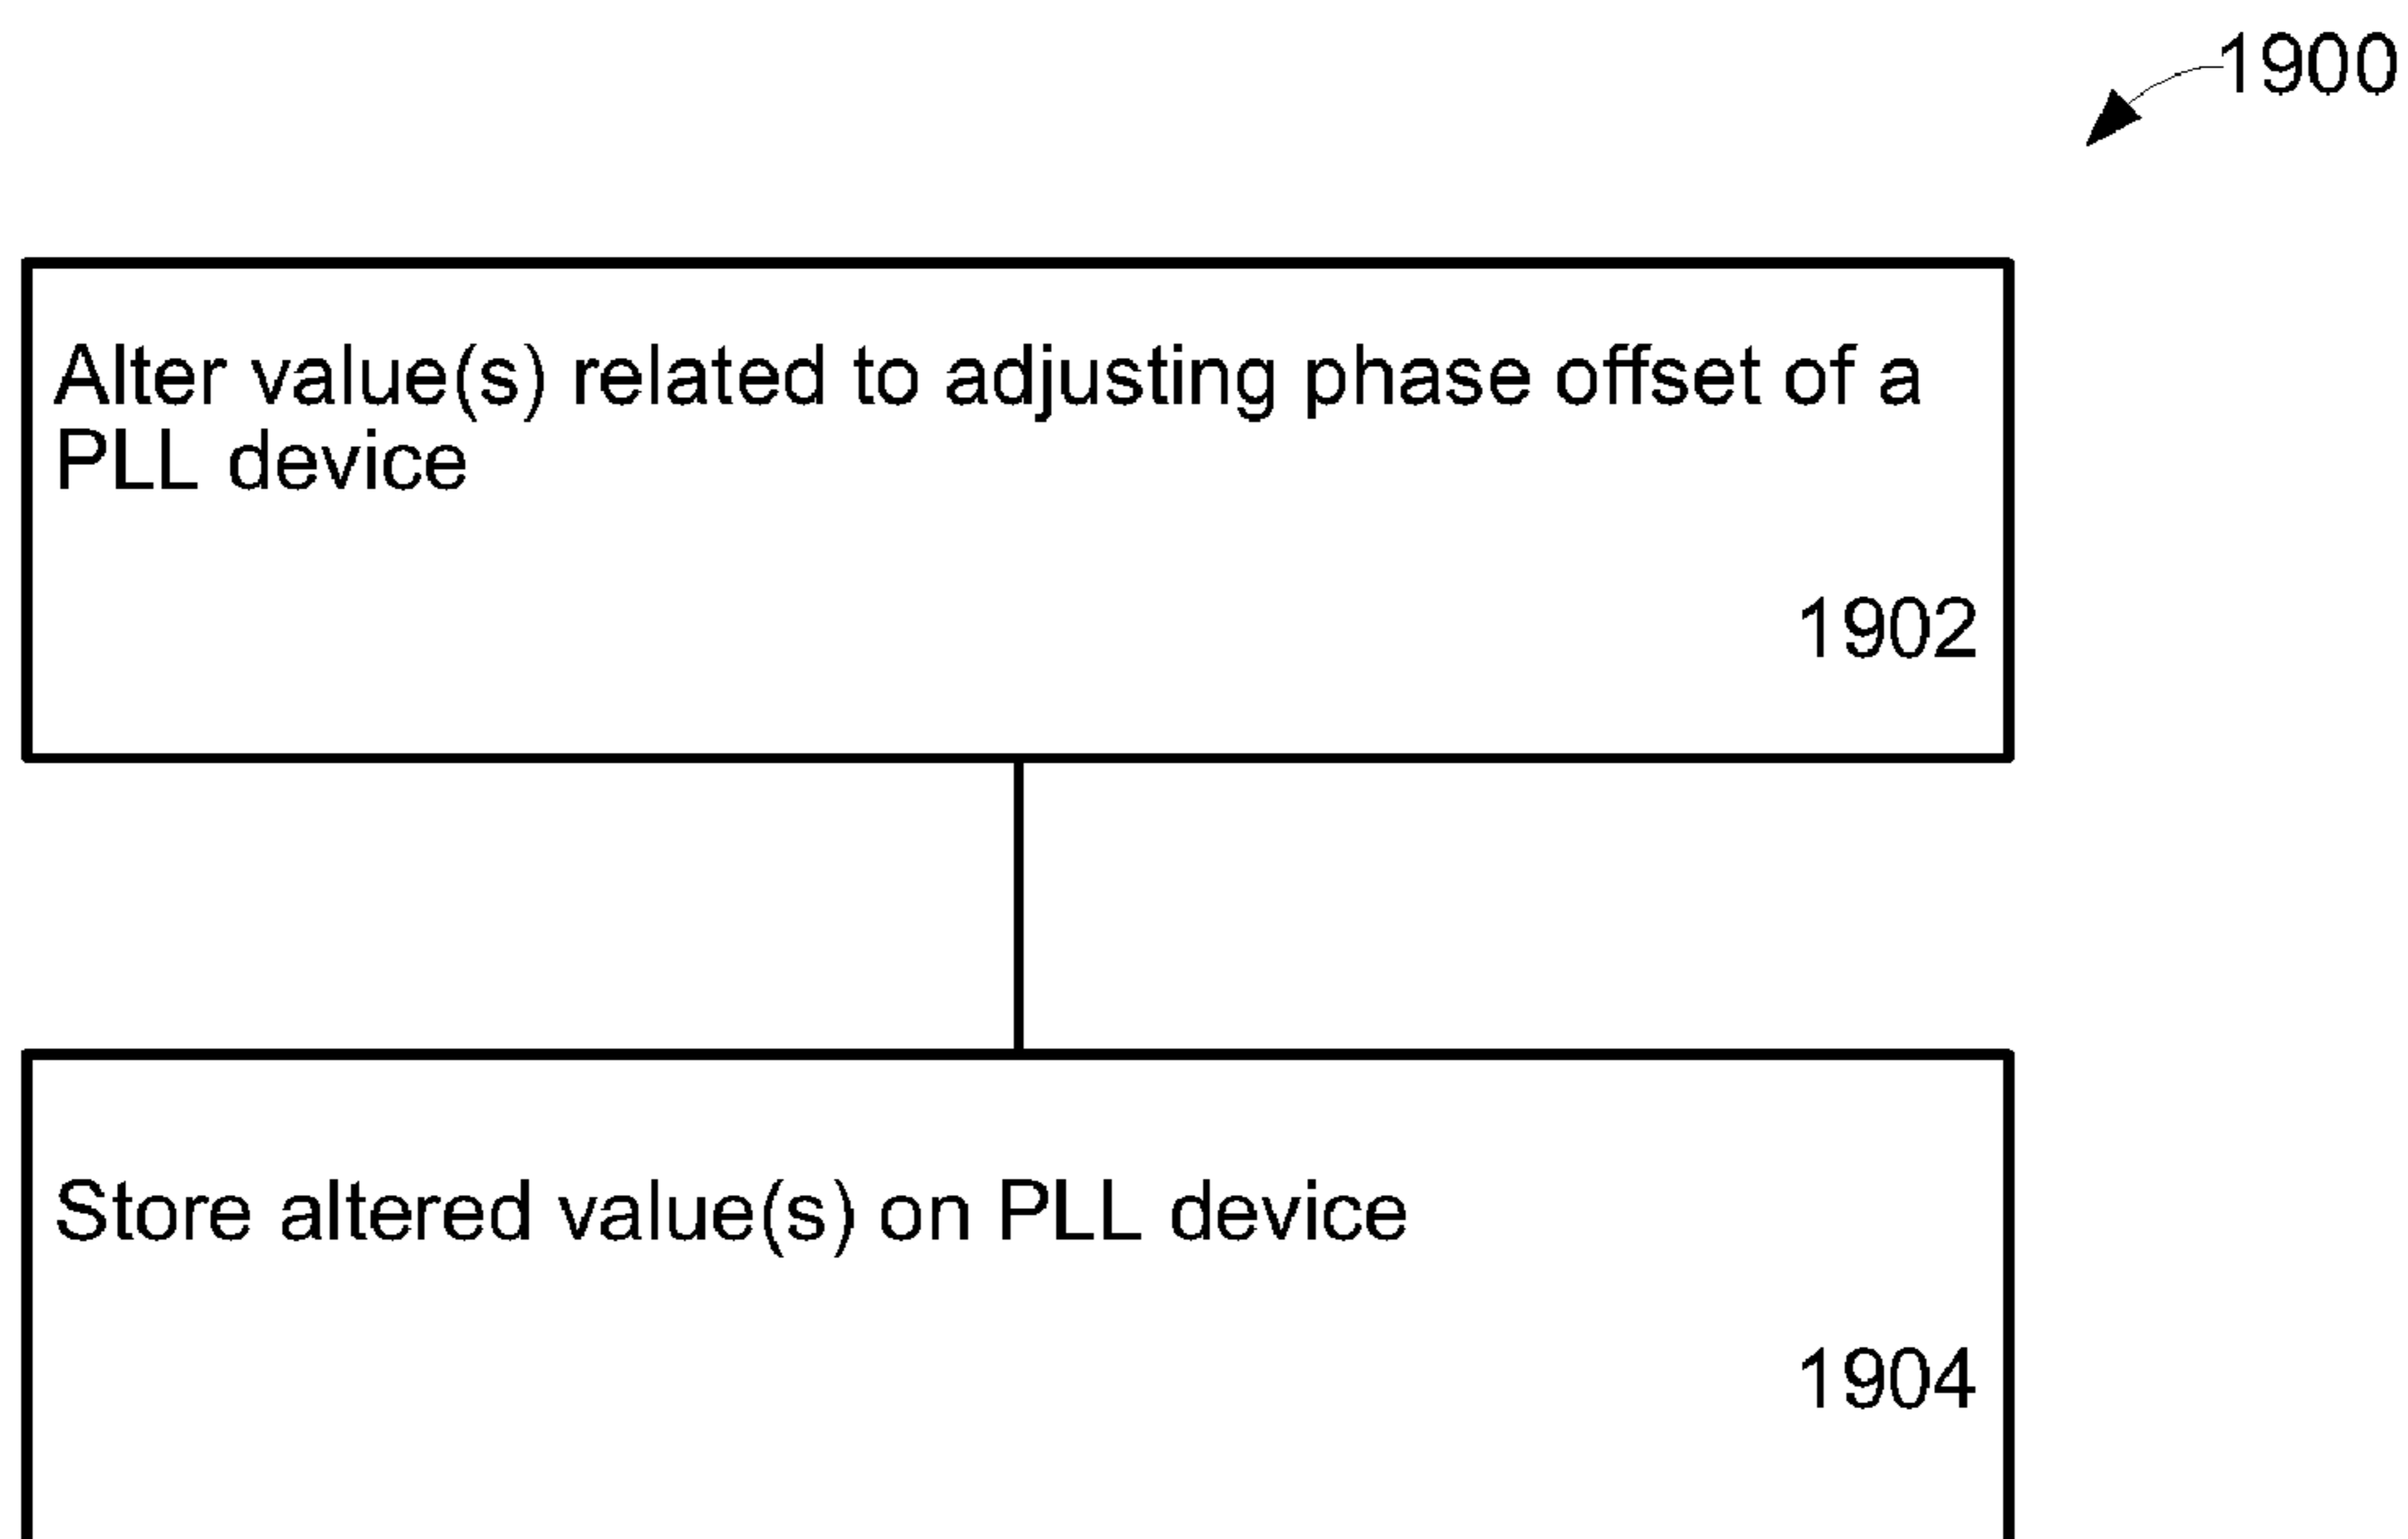 1900
Alter value(s) related to adjusting phase offset of a
PLL device
1902
Store altered value(s) on PLL device
1904